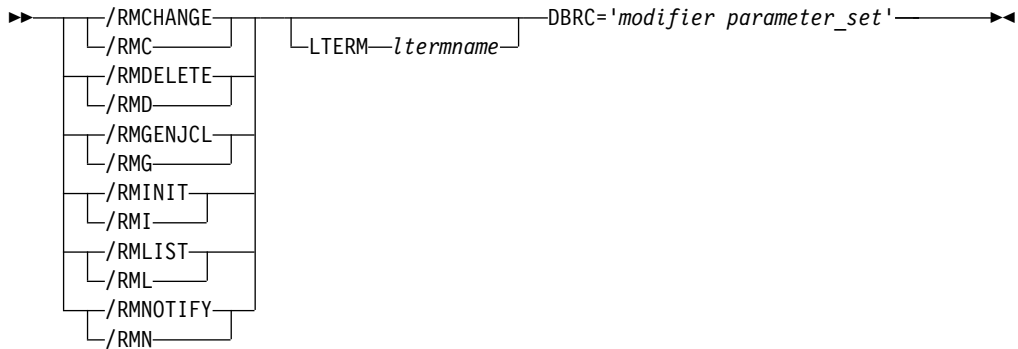 /RMCHANGE DBRC='modifier parameter_set'
/RMC LTERM ltermname
/RMDELETE
/RMD
/RMGENJCL
/RMG
/RMINIT
/RMI
/RMLIST
/RML
/RMNOTIFY
/RMN